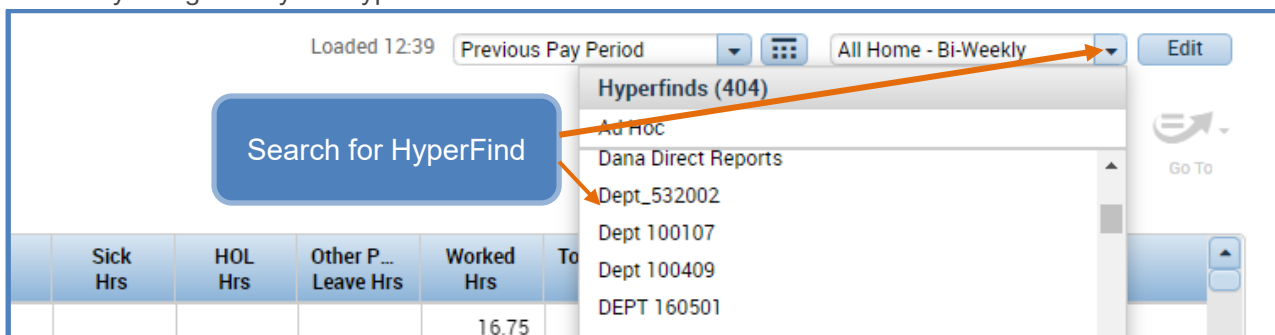 Loaded 12:39 Previous Pay Period All Home - Bi-Weekly Edit
Hyperfinds (404)
Ad Hoc
Search for HyperFind
Dana Direct Reports
Go To
Dept_532002
Dept 100107
Dept 100409
DEPT 160501
Sick Hrs
HOL Hrs
Other P... Leave Hrs
Worked Hrs
To
16.75